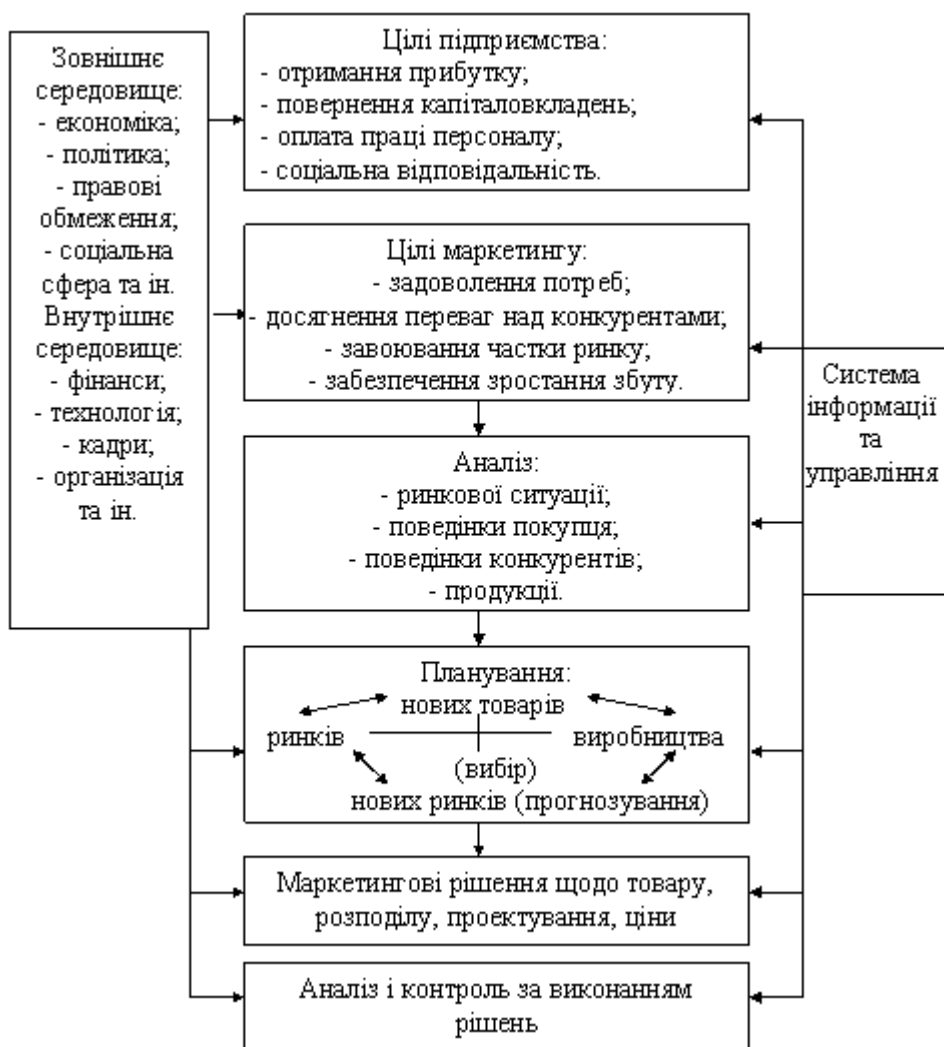 Зовнішнє
середовище:
- економіка;
- політика;
- правові
обмеження;
- соціальна
сфера та ін.
Внутрішнє
середовище:
- фінанси;
- технологія;
- кадри;
- організація
та ін.
Цілі підприємства:
- отримання прибутку;
- повернення капіталовкладень;
- оплата праці персоналу;
- соціальна відповідальність.
Цілі маркетингу:
- задоволення потреб;
- досягнення переваг над конкурентами;
- завоювання частки ринку;
- забезпечення зростання збуту.
Аналіз:
- ринкової ситуації;
- поведінки покупця;
- поведінки конкурентів;
- продукції.
Планування:
нових товарів
ринків виробництва
(вибір)
нових ринків (прогнозування)
Маркетингові рішення щодо товару,
розподілу, проектування, ціни
Аналіз і контроль за виконанням
рішень
Система
інформації
та
управління